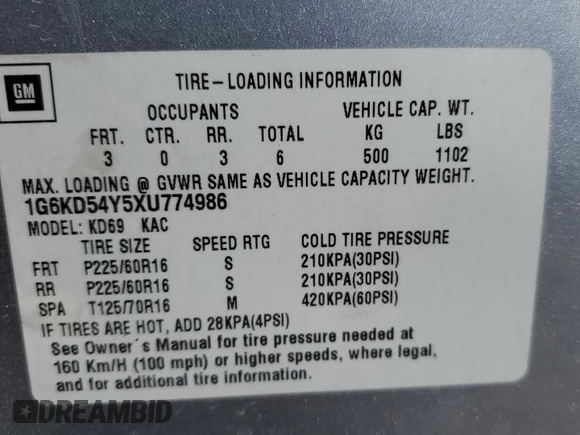 GM
TIRE-LOADING INFORMATION
OCCUPANTS VEHICLE CAP. WT.
FRT. CTR. RR. TOTAL KG LBS
3 0 3 6 500 1102
MAX. LOADING @ GVWR SAME AS VEHICLE CAPACITY WEIGHT.
1G6KD54Y5XU774986
MODEL: KD69 KAC
TIRE SIZE SPEED RTG COLD TIRE PRESSURE
FRT P225/60R16 S 210KPA(30PSI)
RR P225/60R16 S 210KPA(30PSI)
SPA T125/70R16 M 420KPA(60PSI)
IF TIRES ARE HOT, ADD 28KPA(4PSI)
See Owner's Manual for tire pressure needed at
160 Km/H (100 mph) or higher speeds, where legal,
and for additional tire information.
DREAMBID